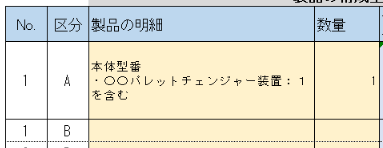 No. 区分 製品の明細 数量
1 A 本体型番 1
・〇〇パレットチェンジャー装置：1
を含む
1 B